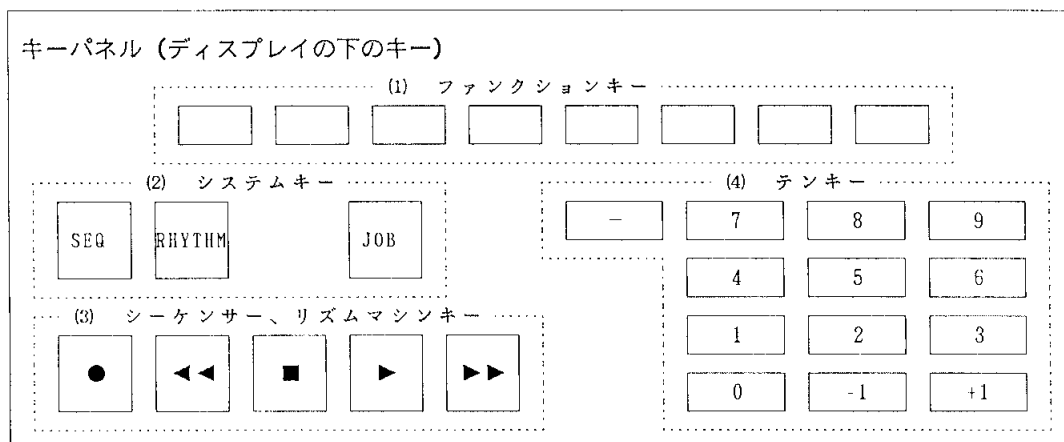 キーパネル (ディスプレイの下のキー)
(1) ファンクションキー
(2) システムキー
SEQ RHYTHM JOB
(3) シーケンサー、リズムマシンキー
● ◀◀ ■ ▶ ▶▶
(4) テンキー
− 7 8 9
4 5 6
1 2 3
0 -1 +1